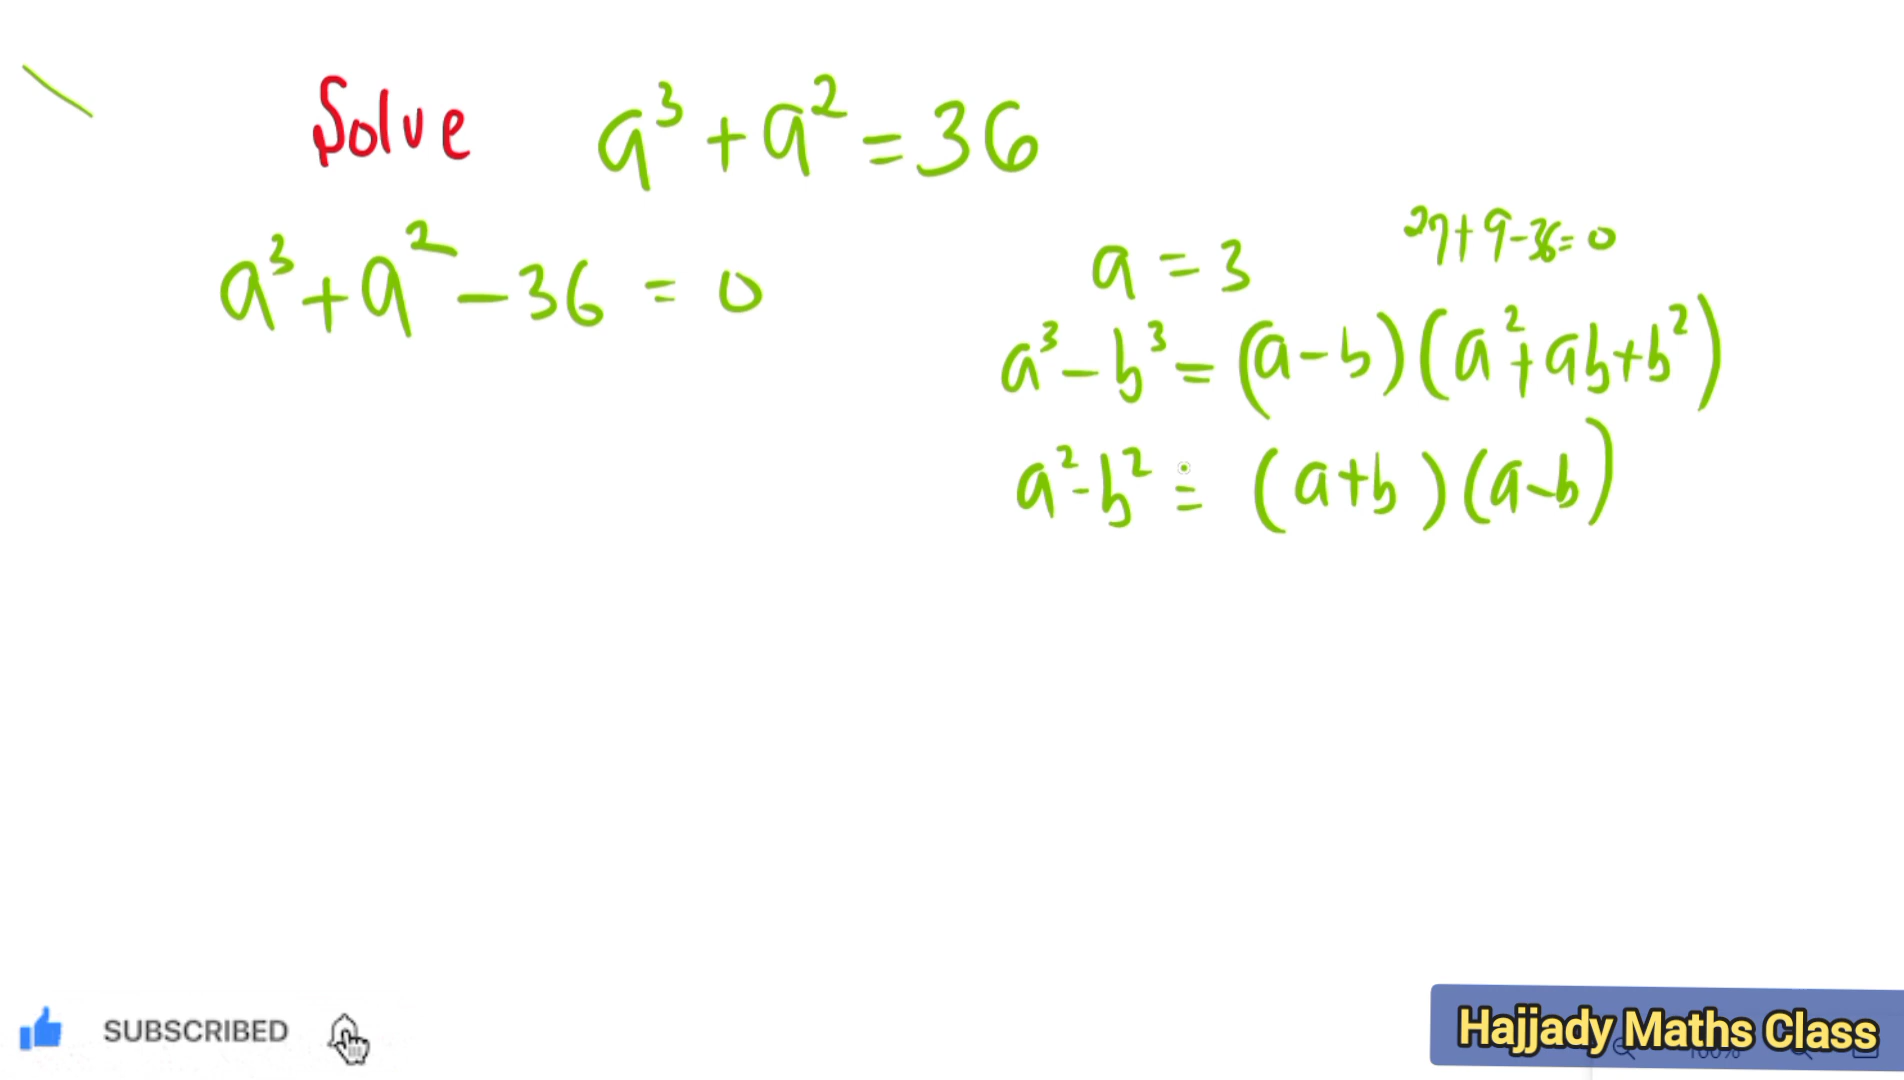 Solve a³ + a² = 36
a³ + a² - 36 = 0
a = 3
27 + 9 - 36 = 0
a³ - b³ = (a - b)(a² + ab + b²)
a² - b² = (a + b)(a - b)
SUBSCRIBED
Hajjady Maths Class
100%